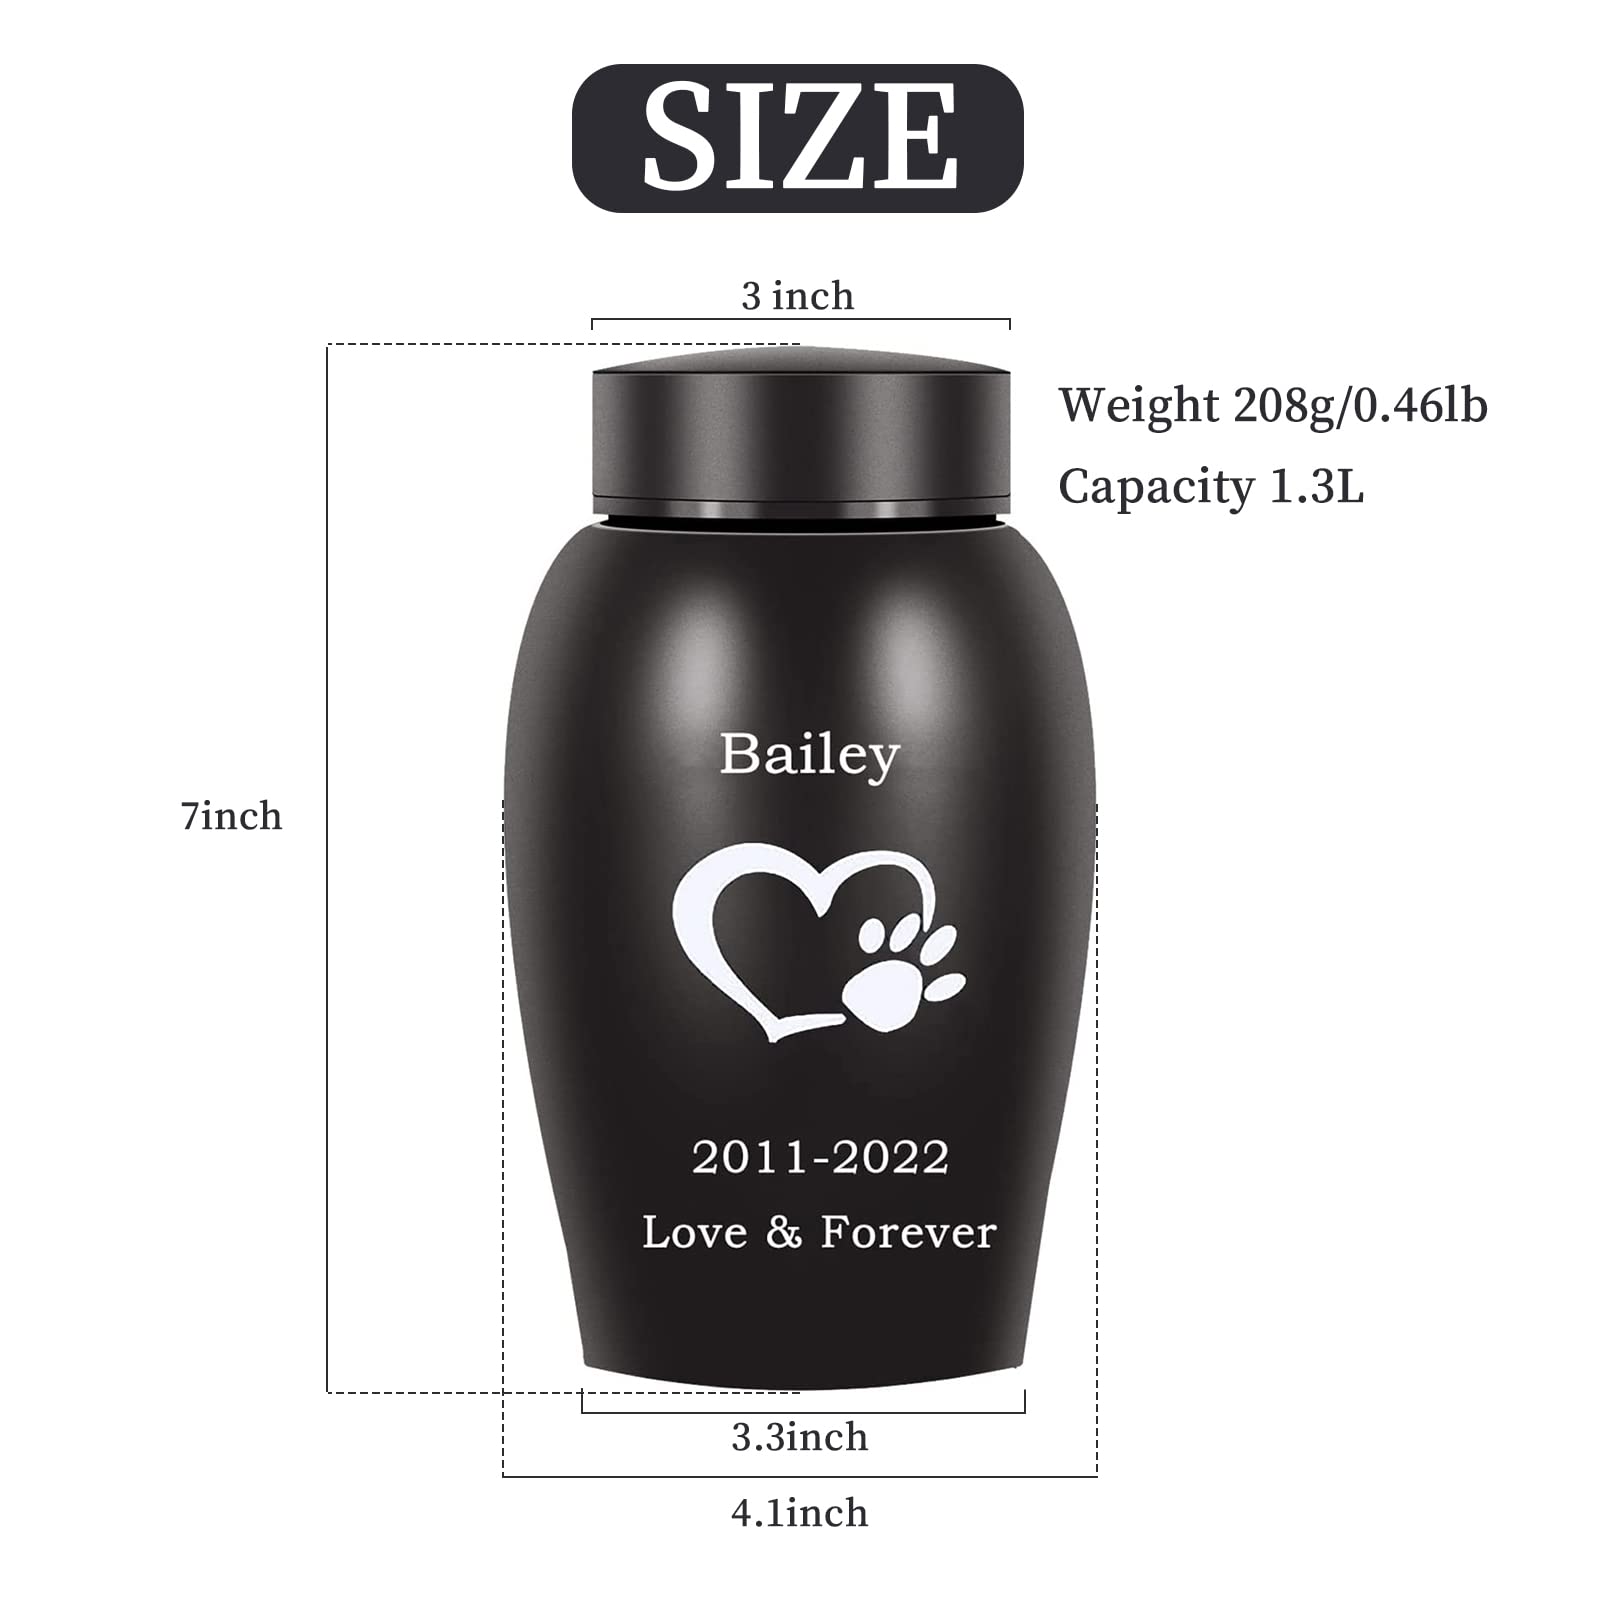 SIZE
3 inch
Weight 208g/0.46lb
Capacity 1.3L
7inch
Bailey
2011-2022
Love & Forever
3.3inch
4.1inch